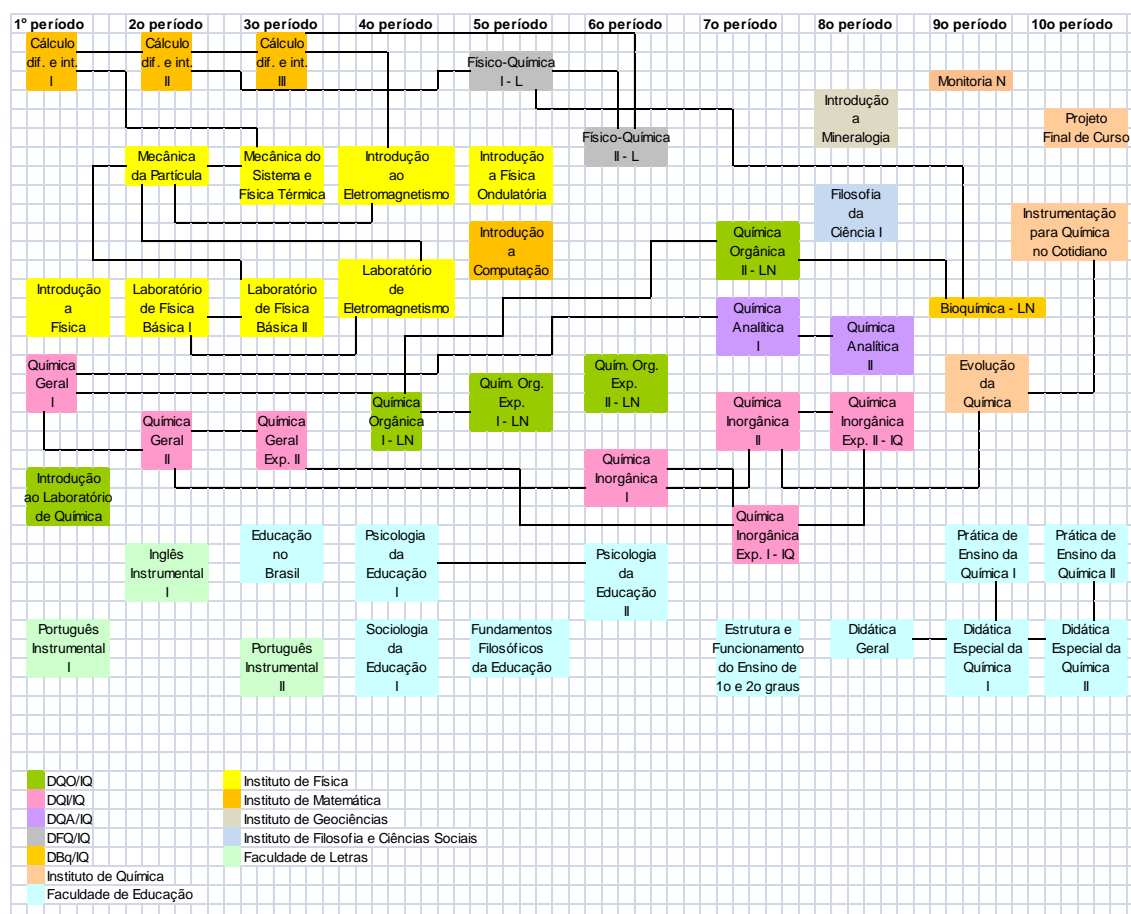 1º período
2o período
3o período
4o período
5o período
6o período
7o período
8o período
9o período
10o período
Cálculo
dif. e int.
I
Cálculo
dif. e int.
II
Cálculo
dif. e int.
III
Físico-Química
I - L
Monitoria N
Introdução
a
Mineralogia
Projeto
Final de Curso
Físico-Química
II - L
Mecânica
da Partícula
Mecânica do
Sistema e
Física Térmica
Introdução
ao
Eletromagnetismo
Introdução
a Física
Ondulatória
Filosofia
da
Ciência I
Instrumentação
para Química
no Cotidiano
Introdução
a
Computação
Química
Orgânica
II - LN
Laboratório
de
Eletromagnetismo
Introdução
a
Física
Laboratório
de Física
Básica I
Laboratório
de Física
Básica II
Química
Analítica
I
Bioquímica - LN
Química
Analítica
II
Química
Geral
I
Quím. Org.
Exp.
II - LN
Evolução
da
Química
Quím. Org.
Exp.
I - LN
Química
Orgânica
I - LN
Química
Inorgânica
II
Química
Inorgânica
Exp. II - IQ
Química
Geral
II
Química
Geral
Exp. II
Química
Inorgânica
I
Introdução
ao Laboratório
de Química
Química
Inorgânica
Exp. I - IQ
Educação
no
Brasil
Psicologia
da
Educação
I
Prática de
Ensino da
Química I
Prática de
Ensino da
Química II
Inglês
Instrumental
I
Psicologia
da
Educação
II
Português
Instrumental
I
Sociologia
da
Educação
I
Fundamentos
Filosóficos
da Educação
Estrutura e
Funcionamento
do Ensino de
1o e 2o graus
Didática
Geral
Didática
Especial da
Química
I
Didática
Especial da
Química
II
Português
Instrumental
II
DQO/IQ
DQI/IQ
DQA/IQ
DFQ/IQ
DBq/IQ
Instituto de Química
Faculdade de Educação
Instituto de Física
Instituto de Matemática
Instituto de Geociências
Instituto de Filosofia e Ciências Sociais
Faculdade de Letras